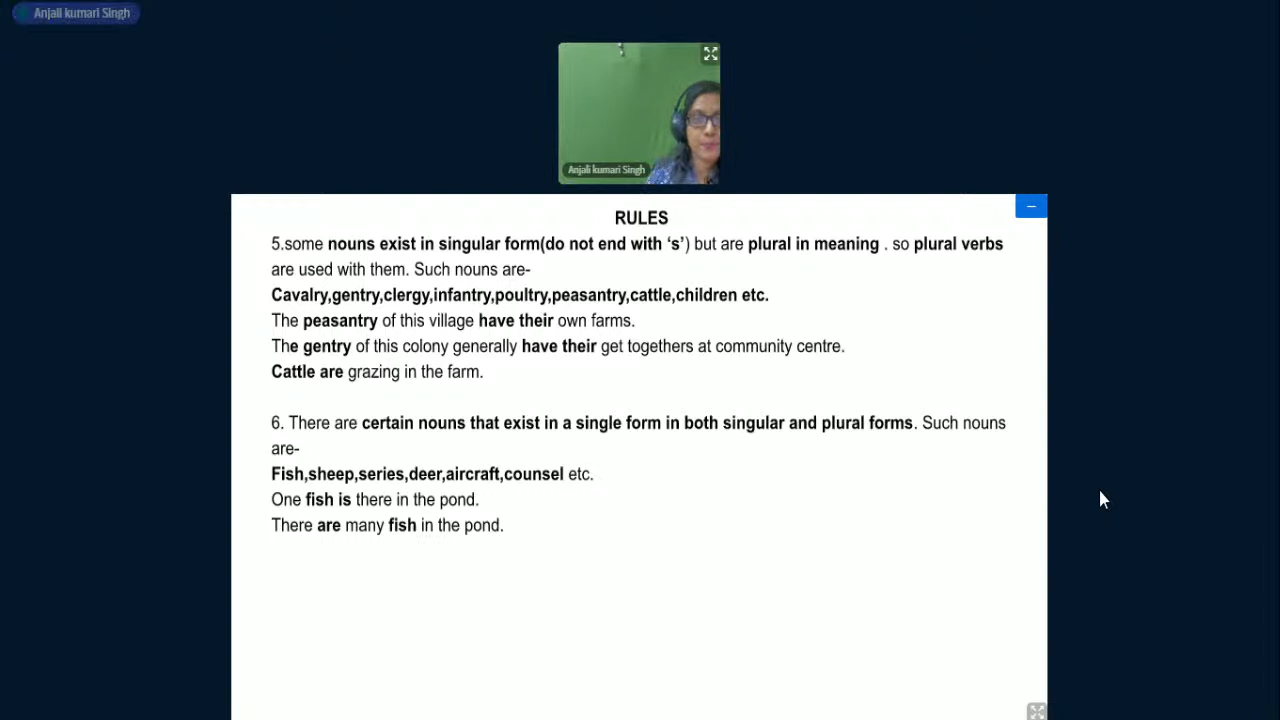 Anjali kumari Singh
Anjali kumari Singh
RULES
5.some nouns exist in singular form(do not end with ‘s’) but are plural in meaning . so plural verbs
are used with them. Such nouns are-
Cavalry,gentry,clergy,infantry,poultry,peasantry,cattle,children etc.
The peasantry of this village have their own farms.
The gentry of this colony generally have their get togethers at community centre.
Cattle are grazing in the farm.
6. There are certain nouns that exist in a single form in both singular and plural forms. Such nouns
are-
Fish,sheep,series,deer,aircraft,counsel etc.
One fish is there in the pond.
There are many fish in the pond.